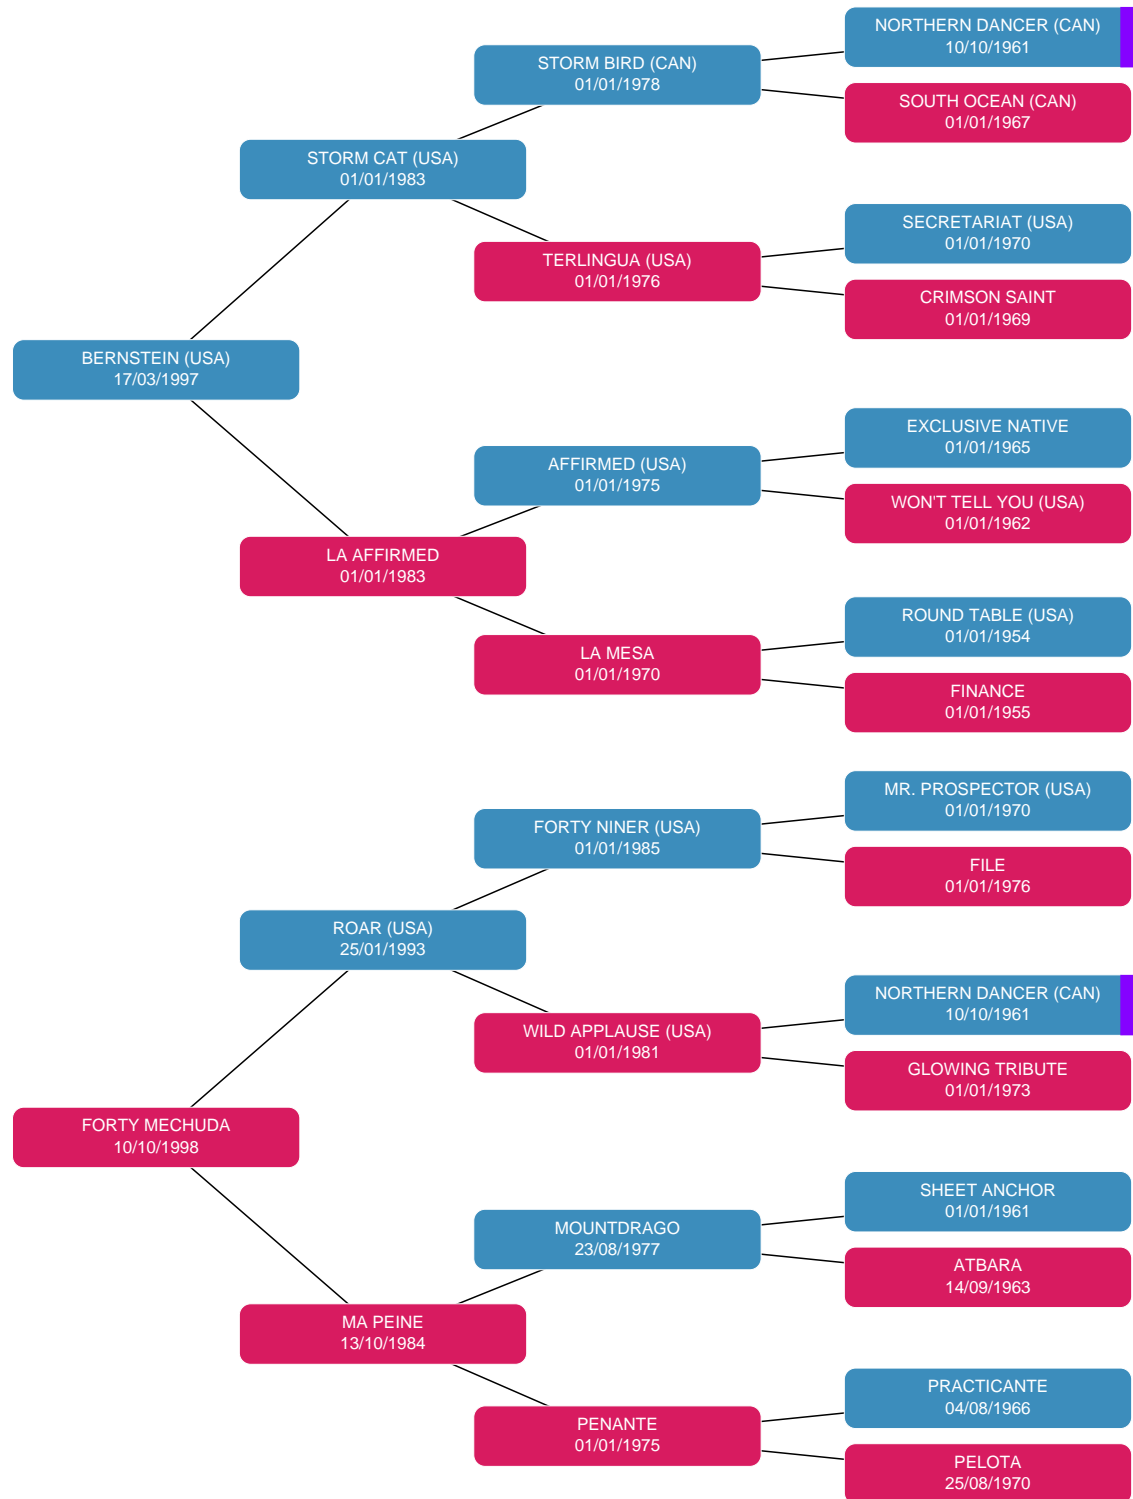 NORTHERN DANCER (CAN)
10/10/1961
STORM BIRD (CAN)
01/01/1978
SOUTH OCEAN (CAN)
01/01/1967
STORM CAT (USA)
01/01/1983
SECRETARIAT (USA)
01/01/1970
TERLINGUA (USA)
01/01/1976
CRIMSON SAINT
01/01/1969
BERNSTEIN (USA)
17/03/1997
EXCLUSIVE NATIVE
01/01/1965
AFFIRMED (USA)
01/01/1975
WON'T TELL YOU (USA)
01/01/1962
LA AFFIRMED
01/01/1983
ROUND TABLE (USA)
01/01/1954
LA MESA
01/01/1970
FINANCE
01/01/1955
MR. PROSPECTOR (USA)
01/01/1970
FORTY NINER (USA)
01/01/1985
FILE
01/01/1976
ROAR (USA)
25/01/1993
NORTHERN DANCER (CAN)
10/10/1961
WILD APPLAUSE (USA)
01/01/1981
GLOWING TRIBUTE
01/01/1973
FORTY MECHUDA
10/10/1998
SHEET ANCHOR
01/01/1961
MOUNTDRAGO
23/08/1977
ATBARA
14/09/1963
MA PEINE
13/10/1984
PRACTICANTE
04/08/1966
PENANTE
01/01/1975
PELOTA
25/08/1970